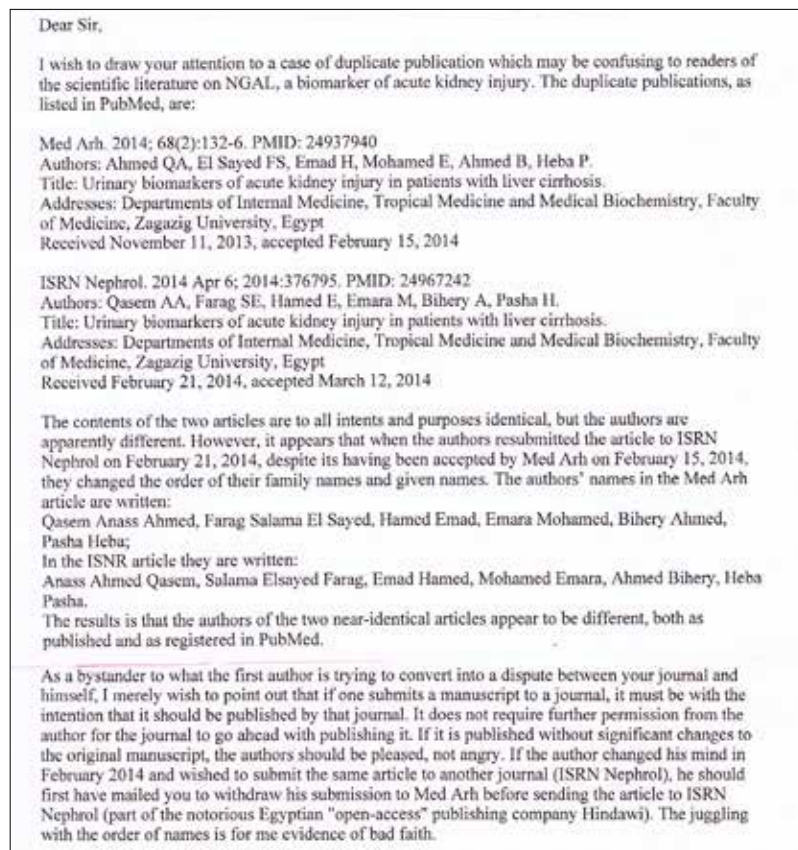 Dear Sir,
I wish to draw your attention to a case of duplicate publication which may be confusing to readers of
the scientific literature on NGAL, a biomarker of acute kidney injury. The duplicate publications, as
listed in PubMed, are:
Med Arh. 2014; 68(2):132-6. PMID: 24937940
Authors: Ahmed QA, El Sayed FS, Emad H, Mohamed E, Ahmed B, Heba P.
Title: Urinary biomarkers of acute kidney injury in patients with liver cirrhosis.
Addresses: Departments of Internal Medicine, Tropical Medicine and Medical Biochemistry, Faculty
of Medicine, Zagazig University, Egypt
Received November 11, 2013, accepted February 15, 2014
ISRN Nephrol. 2014 Apr 6; 2014:376795. PMID: 24967242
Authors: Qasem AA, Farag SE, Hamed E, Emara M, Bihery A, Pasha H.
Title: Urinary biomarkers of acute kidney injury in patients with liver cirrhosis.
Addresses: Departments of Internal Medicine, Tropical Medicine and Medical Biochemistry, Faculty
of Medicine, Zagazig University, Egypt
Received February 21, 2014, accepted March 12, 2014
The contents of the two articles are to all intents and purposes identical, but the authors are
apparently different. However, it appears that when the authors resubmitted the article to ISRN
Nephrol on February 21, 2014, despite its having been accepted by Med Arh on February 15, 2014,
they changed the order of their family names and given names. The authors' names in the Med Arh
article are written:
Qasem Anass Ahmed, Farag Salama El Sayed, Hamed Emad, Emara Mohamed, Bihery Ahmed,
Pasha Heba;
In the ISNR article they are written:
Anass Ahmed Qasem, Salama Elsayed Farag, Emad Hamed, Mohamed Emara, Ahmed Bihery, Heba
Pasha.
The results is that the authors of the two near-identical articles appear to be different, both as
published and as registered in PubMed.
As a bystander to what the first author is trying to convert into a dispute between your journal and
himself, I merely wish to point out that if one submits a manuscript to a journal, it must be with the
intention that it should be published by that journal. It does not require further permission from the
author for the journal to go ahead with publishing it. If it is published without significant changes to
the original manuscript, the authors should be pleased, not angry. If the author changed his mind in
February 2014 and wished to submit the same article to another journal (ISRN Nephrol), he should
first have mailed you to withdraw his submission to Med Arh before sending the article to ISRN
Nephrol (part of the notorious Egyptian "open-access" publishing company Hindawi). The juggling
with the order of names is for me evidence of bad faith.